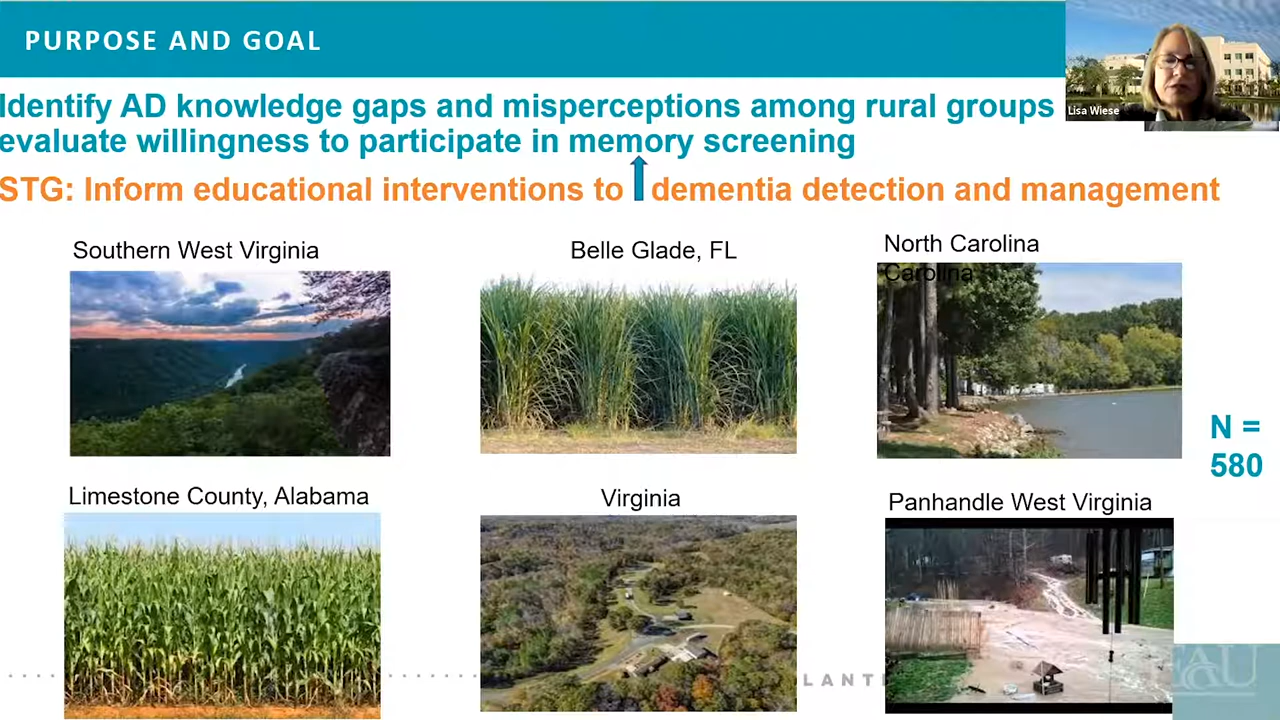 PURPOSE AND GOAL
Lisa Wiese
Identify AD knowledge gaps and misperceptions among rural groups
evaluate willingness to participate in memory screening
STG: Inform educational interventions to dementia detection and management
Southern West Virginia
Belle Glade, FL
North Carolina
Carolina
N =
580
Limestone County, Alabama
Virginia
Panhandle West Virginia
LANT
FAU